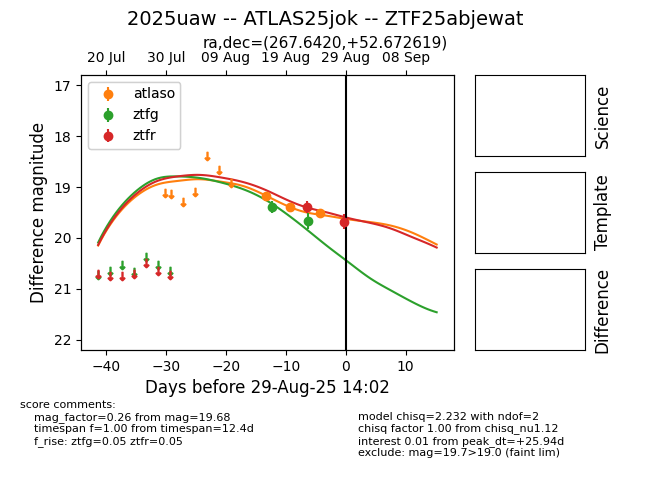 2025uaw -- ATLAS25jok -- ZTF25abjewat
ra,dec=(267.6420,+52.672619)
20 Jul 30 Jul 09 Aug 19 Aug 29 Aug 08 Sep
17
18
19
20
21
22
Difference magnitude
atlaso
ztfg
ztfr
−40 −30 −20 −10 0 10
Days before 29-Aug-25 14:02
Science
Template
Difference
score comments:
mag_factor=0.26 from mag=19.68
timespan f=1.00 from timespan=12.4d
f_rise: ztfg=0.05 ztfr=0.05
model chisq=2.232 with ndof=2
chisq factor 1.00 from chisq_nu1.12
interest 0.01 from peak_dt=+25.94d
exclude: mag=19.7>19.0 (faint lim)